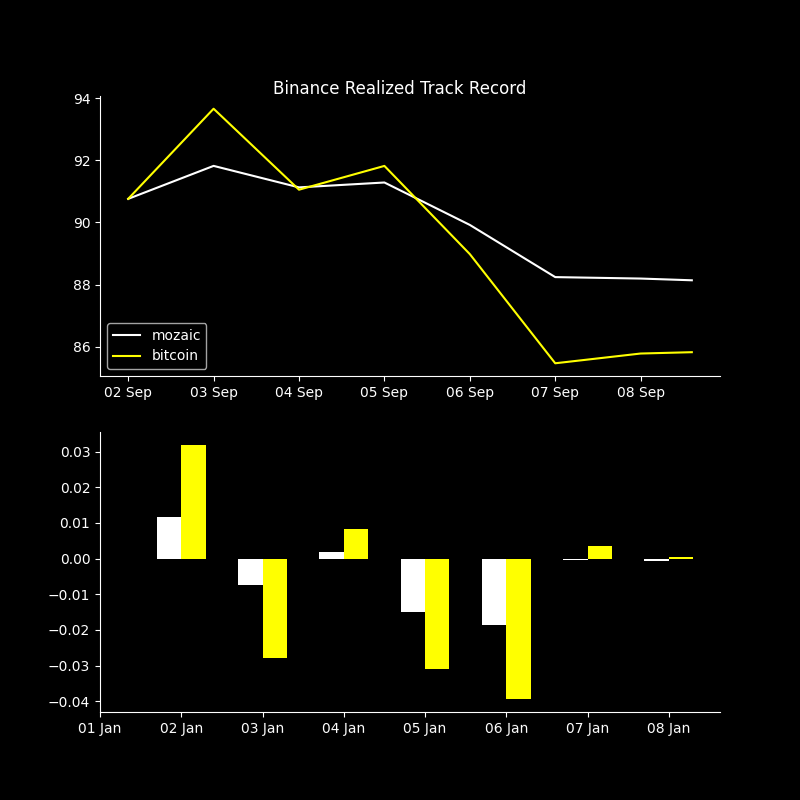 Binance Realized Track Record
94
92
90
88
86
mozaic
bitcoin
02 Sep 03 Sep 04 Sep 05 Sep 06 Sep 07 Sep 08 Sep
0.03
0.02
0.01
0.00
−0.01
−0.02
−0.03
−0.04
01 Jan 02 Jan 03 Jan 04 Jan 05 Jan 06 Jan 07 Jan 08 Jan